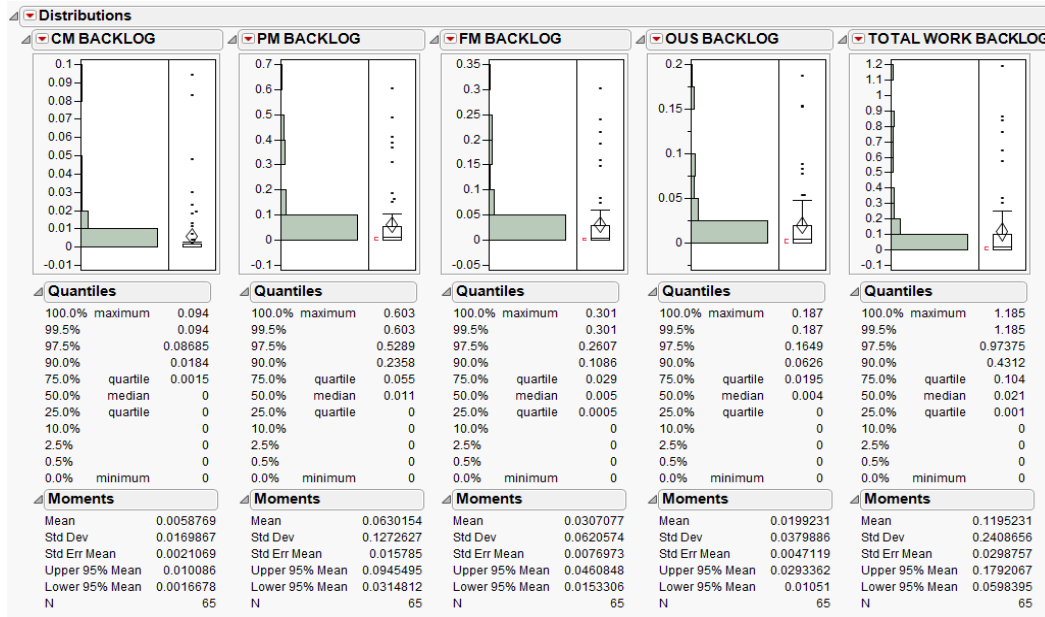 Distributions
CM BACKLOG
0.1
0.09
0.08
0.07
0.06
0.05
0.04
0.03
0.02
0.01
0
-0.01
Quantiles
100.0% maximum 0.094
99.5% 0.094
97.5% 0.08685
90.0% 0.0184
75.0% quartile 0.0015
50.0% median 0
25.0% quartile 0
10.0% 0
2.5% 0
0.5% 0
0.0% minimum 0
Moments
Mean 0.0058769
Std Dev 0.0169867
Std Err Mean 0.0021069
Upper 95% Mean 0.010086
Lower 95% Mean 0.0016678
N 65
PM BACKLOG
0.7
0.6
0.5
0.4
0.3
0.2
0.1
0
-0.1
Quantiles
100.0% maximum 0.603
99.5% 0.603
97.5% 0.5289
90.0% 0.2358
75.0% quartile 0.055
50.0% median 0.011
25.0% quartile 0
10.0% 0
2.5% 0
0.5% 0
0.0% minimum 0
Moments
Mean 0.0630154
Std Dev 0.1272627
Std Err Mean 0.015785
Upper 95% Mean 0.0945495
Lower 95% Mean 0.0314812
N 65
FM BACKLOG
0.35
0.3
0.25
0.2
0.15
0.1
0.05
0
-0.05
Quantiles
100.0% maximum 0.301
99.5% 0.301
97.5% 0.2607
90.0% 0.1086
75.0% quartile 0.029
50.0% median 0.005
25.0% quartile 0.0005
10.0% 0
2.5% 0
0.5% 0
0.0% minimum 0
Moments
Mean 0.0307077
Std Dev 0.0620574
Std Err Mean 0.0076973
Upper 95% Mean 0.0460848
Lower 95% Mean 0.0153306
N 65
OUS BACKLOG
0.2
0.15
0.1
0.05
0
Quantiles
100.0% maximum 0.187
99.5% 0.187
97.5% 0.1649
90.0% 0.0626
75.0% quartile 0.0195
50.0% median 0.004
25.0% quartile 0
10.0% 0
2.5% 0
0.5% 0
0.0% minimum 0
Moments
Mean 0.0199231
Std Dev 0.0379886
Std Err Mean 0.0047119
Upper 95% Mean 0.0293362
Lower 95% Mean 0.01051
N 65
TOTAL WORK BACKLOG
1.2
1.1
1
0.9
0.8
0.7
0.6
0.5
0.4
0.3
0.2
0.1
0
-0.1
Quantiles
100.0% maximum 1.185
99.5% 1.185
97.5% 0.97375
90.0% 0.4312
75.0% quartile 0.104
50.0% median 0.021
25.0% quartile 0.001
10.0% 0
2.5% 0
0.5% 0
0.0% minimum 0
Moments
Mean 0.1195231
Std Dev 0.2408656
Std Err Mean 0.0298757
Upper 95% Mean 0.1792067
Lower 95% Mean 0.0598395
N 65